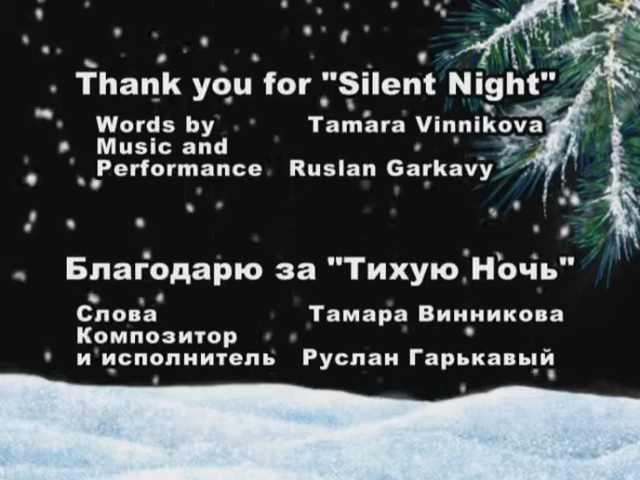 Thank you for "Silent Night"
Words by Tamara Vinnikova
Music and
Performance Ruslan Garkavy
Благодарю за "Тихую Ночь"
Слова Тамара Винникова
Композитор
и исполнитель Руслан Гарькавый